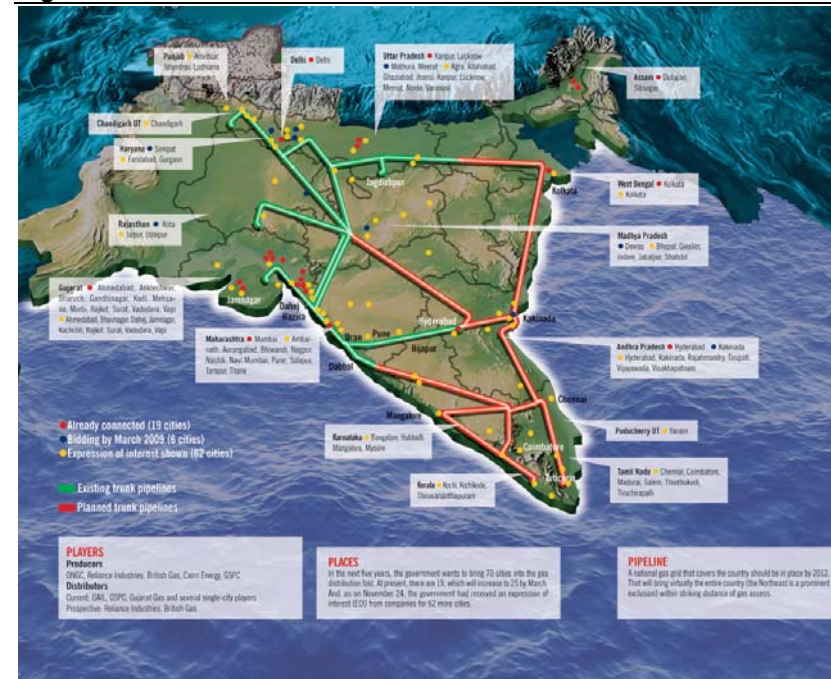 Punjab Amritsar,
Jalandhar, Ludhiana
Delhi Delhi
Uttar Pradesh Kanpur, Lucknow
Mathura, Meerut Agra, Allahabad,
Ghaziabad, Jhansi, Kanpur, Lucknow,
Meerut, Noida, Varanasi
Assam Duliajan,
Sibsagar
Chandigarh UT Chandigarh
Haryana Sonipat
Faridabad, Gurgaon
Jagdishpur
Kolkata
West Bengal Kolkata
Kolkata
Rajasthan Kota
Jaipur, Udaipur
Madhya Pradesh
Dewas Bhopal, Gwalior,
Indore, Jabalpur, Shahdol
Gujarat Ahmedabad, Ankleshwar,
Bharuch, Gandhinagar, Kadi, Mehsa-
na, Morbi, Rajkot, Surat, Vadodara, Vapi
Ahmedabad, Bhavnagar, Dahej, Jamnagar,
Kachchh, Rajkot, Surat, Vadodara, Vapi
Jamnagar
Dahej
Hazira
Uran
Pune
Hyderabad
Kakinada
Bijapur
Dabhol
Maharashtra Mumbai Ambar-
nath, Aurangabad, Bhiwandi, Nagpur,
Nashik, Navi Mumbai, Pune, Solapur,
Tarapur, Thane
Andhra Pradesh Hyderabad Kakinada
Hyderabad, Kakinada, Rajahmundry, Tirupati,
Vijayawada, Visakhapatnam
Mangalore
Chennai
Coimbatore
Tuticorin
Karnataka Bangalore, Hubballi,
Mangalore, Mysore
Puducherry UT Yanam
Kerala Kochi, Kozhikode,
Thiruvananthapuram
Tamil Nadu Chennai, Coimbatore,
Madurai, Salem, Thoothukudi,
Tiruchirapalli
Already connected (19 cities)
Bidding by March 2009 (6 cities)
Expression of interest shown (62 cities)
Existing trunk pipelines
Planned trunk pipelines
PLAYERS
Producers
ONGC, Reliance Industries, British Gas, Cairn Energy, GSPC
Distributors
Current: GAIL, GSPC, Gujarat Gas and several single-city players
Prospective: Reliance Industries, British Gas
PLACES
In the next five years, the government wants to bring 70 cities into the gas
distribution fold. At present, there are 19, which will increase to 25 by March
And, as on November 24, the government had received an expression of
interest (EOI) from companies for 62 more cities.
PIPELINE
A national gas grid that covers the country should be in place by 2012.
That will bring virtually the entire country (the Northeast is a prominent
exclusion) within striking distance of gas access.